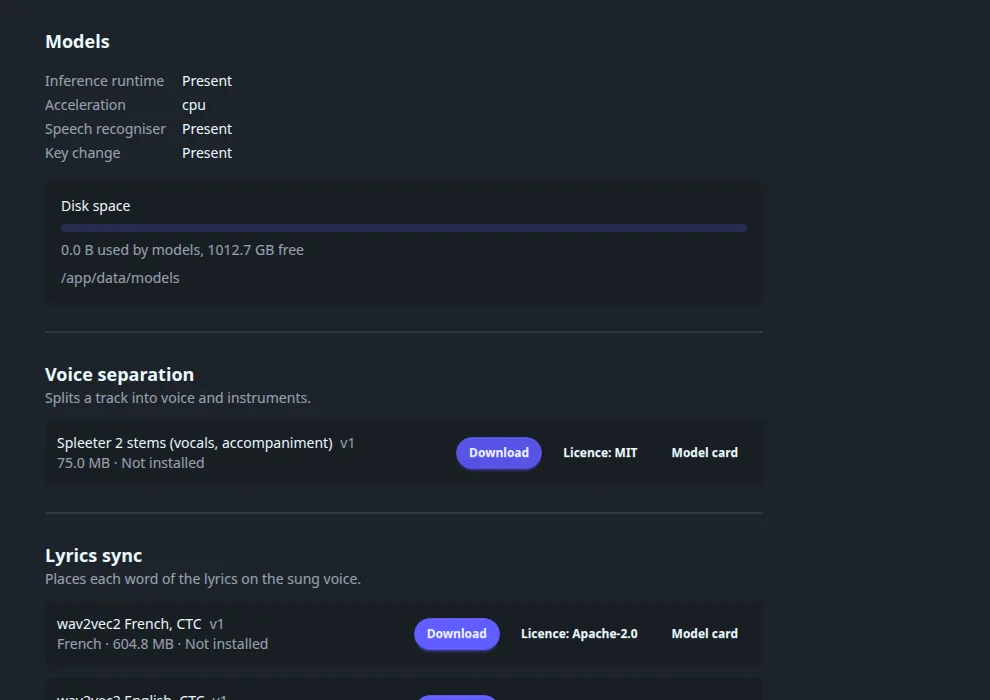 Models
Inference runtime Present
Acceleration cpu
Speech recogniser Present
Key change Present
Disk space
0.0 B used by models, 1012.7 GB free
/app/data/models
Voice separation
Splits a track into voice and instruments.
Spleeter 2 stems (vocals, accompaniment) v1
75.0 MB · Not installed
Download Licence: MIT Model card
Lyrics sync
Places each word of the lyrics on the sung voice.
wav2vec2 French, CTC v1
French · 604.8 MB · Not installed
Download Licence: Apache-2.0 Model card
wav2vec2 English, CTC v1